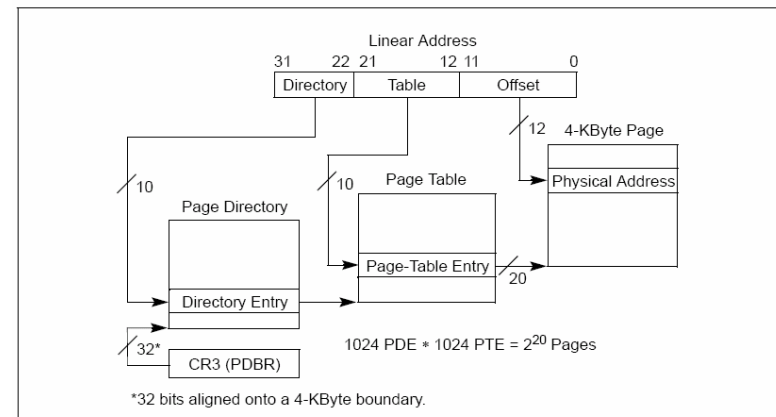 Linear Address
31 22 21 12 11 0
Directory Table Offset
12 4-KByte Page
10 10 Page Table Physical Address
Page Directory
Page-Table Entry 20
Directory Entry
32* 1024 PDE ∗ 1024 PTE = 2²⁰ Pages
CR3 (PDBR)
*32 bits aligned onto a 4-KByte boundary.